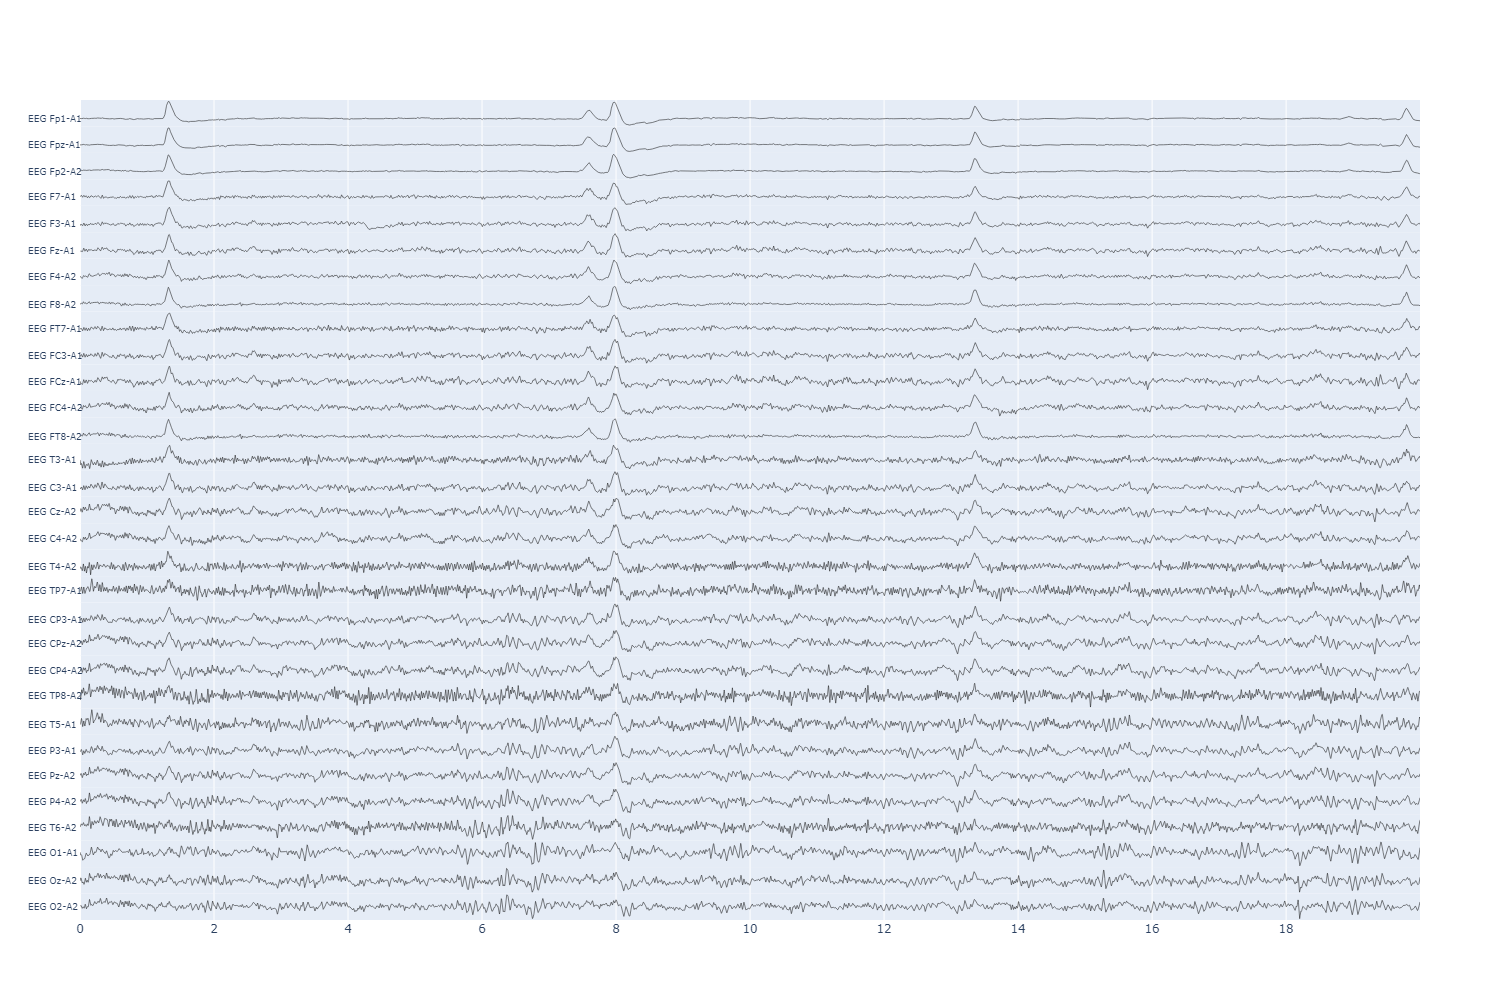 EEG Fp1-A1
EEG Fpz-A1
EEG Fp2-A2
EEG F7-A1
EEG F3-A1
EEG Fz-A1
EEG F4-A2
EEG F8-A2
EEG FT7-A1
EEG FC3-A1
EEG FCz-A1
EEG FC4-A2
EEG FT8-A2
EEG T3-A1
EEG C3-A1
EEG Cz-A2
EEG C4-A2
EEG T4-A2
EEG TP7-A1
EEG CP3-A1
EEG CPz-A2
EEG CP4-A2
EEG TP8-A2
EEG T5-A1
EEG P3-A1
EEG Pz-A2
EEG P4-A2
EEG T6-A2
EEG O1-A1
EEG Oz-A2
EEG O2-A2
0 2 4 6 8 10 12 14 16 18